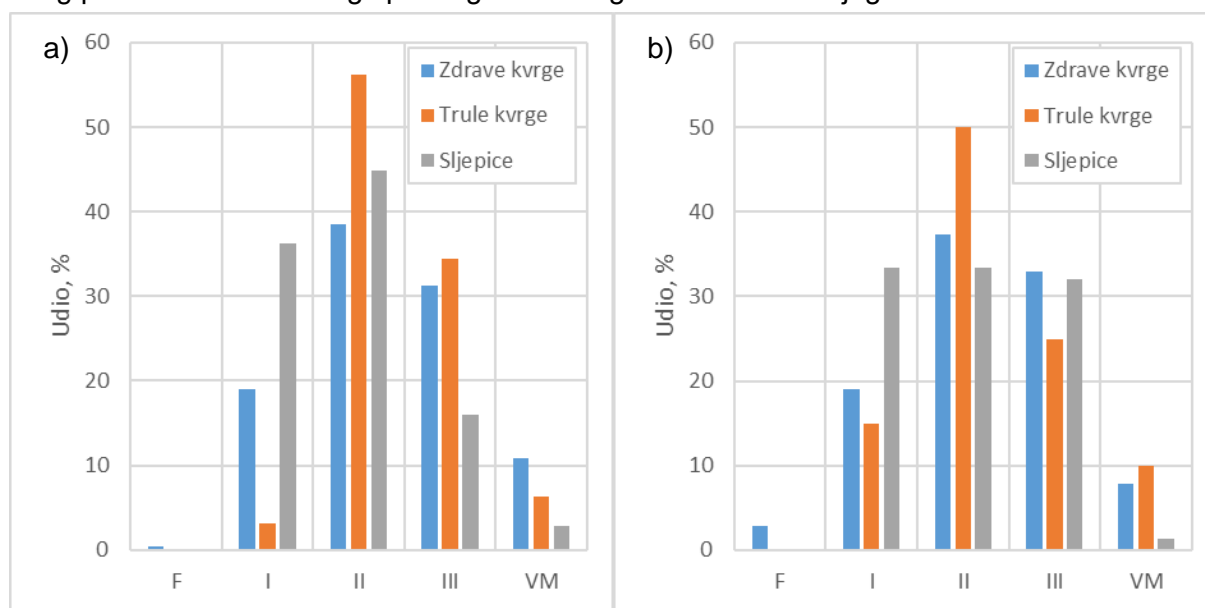 a)
Udio, %
60
50
40
30
20
10
0
F I II III VM
Zdrave kvrge
Trule kvrge
Sljepice
b)
Udio, %
60
50
40
30
20
10
0
F I II III VM
Zdrave kvrge
Trule kvrge
Sljepice